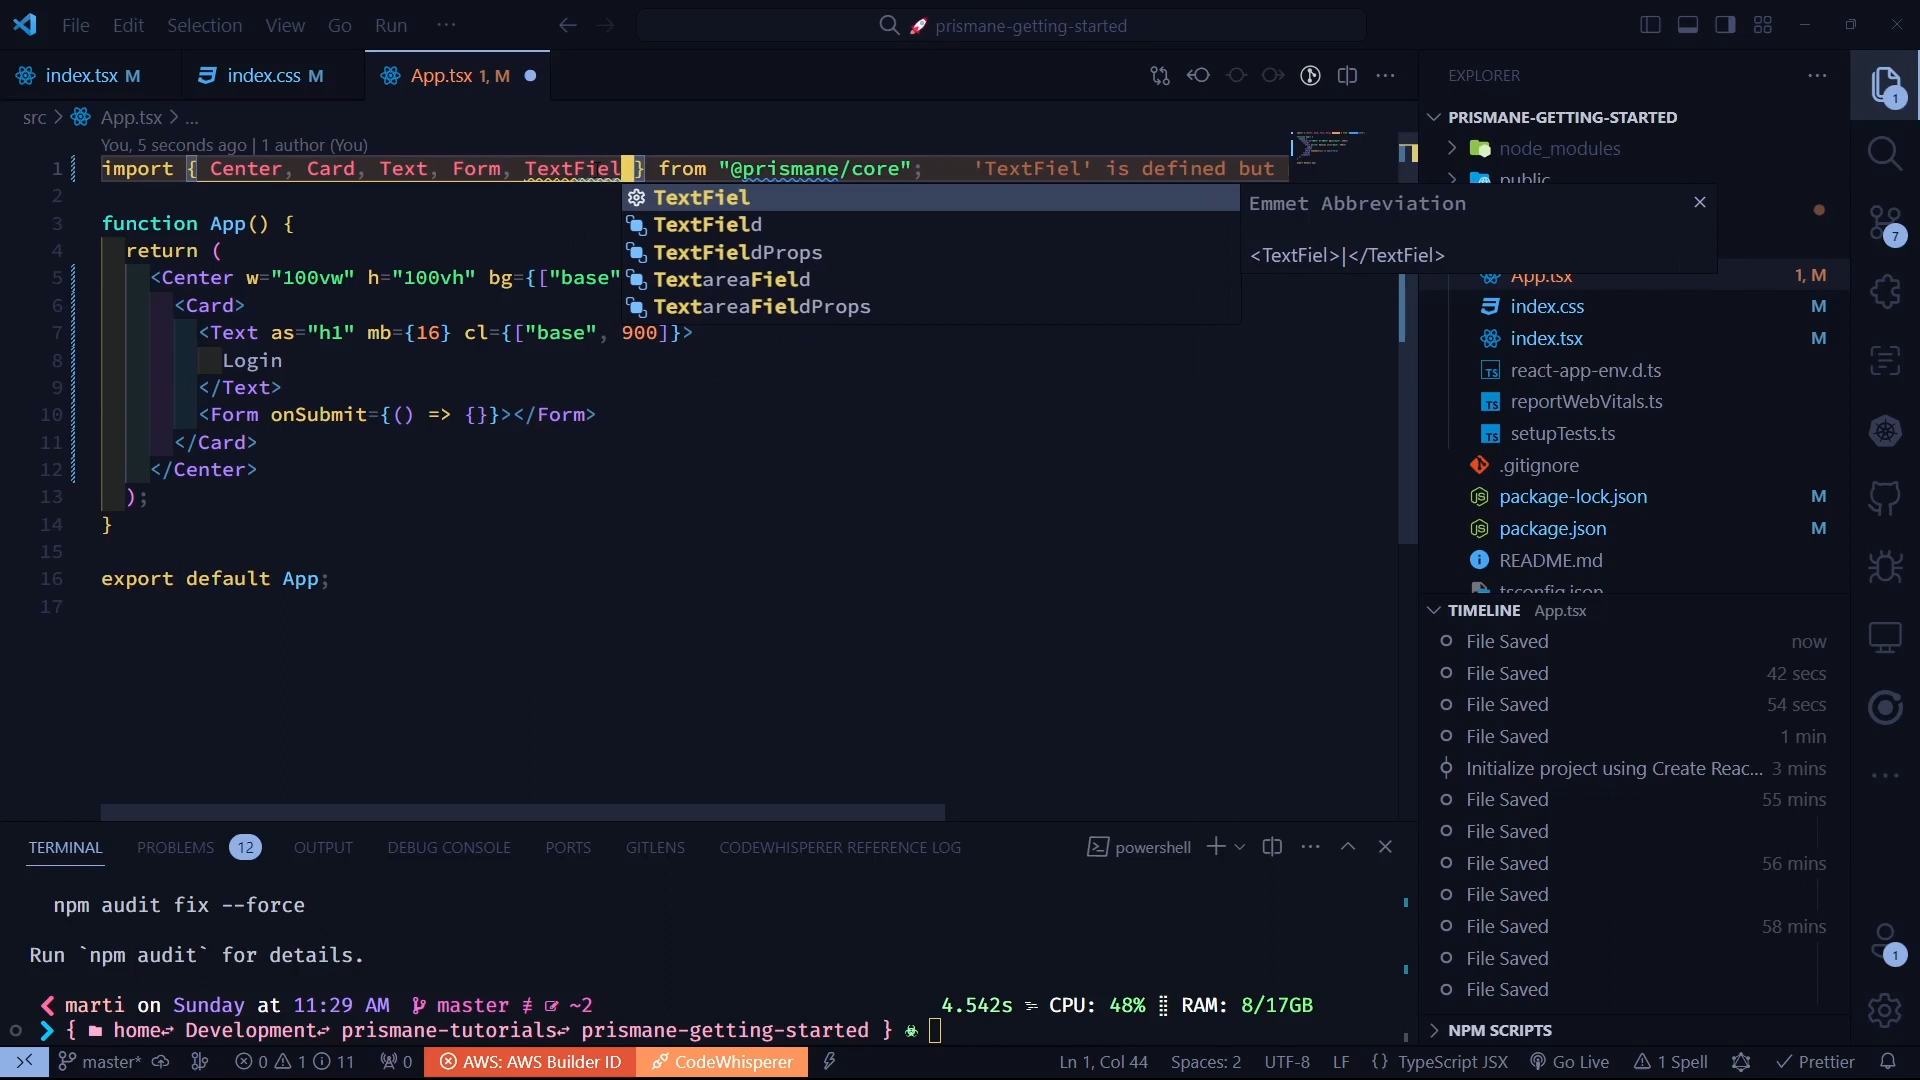 File Edit Selection View Go Run ···
prismane-getting-started
index.tsx M
index.css M
App.tsx 1, M
src > App.tsx > ...
You, 5 seconds ago | 1 author (You)
1 import { Center, Card, Text, Form, TextFiel } from "@prismane/core"; 'TextFiel' is defined but
2
3 function App() {
4 return (
5 <Center w="100vw" h="100vh" bg={["base"
6 <Card>
7 <Text as="h1" mb={16} cl={["base", 900]}>
8 Login
9 </Text>
10 <Form onSubmit={() => {}}></Form>
11 </Card>
12 </Center>
13 );
14 }
15
16 export default App;
17
TextFiel
TextField
TextFieldProps
TextareaField
TextareaFieldProps
Emmet Abbreviation
<TextFiel>|</TextFiel>
EXPLORER
PRISMANE-GETTING-STARTED
node_modules
public
App.tsx 1, M
index.css M
index.tsx M
react-app-env.d.ts
reportWebVitals.ts
setupTests.ts
.gitignore
package-lock.json M
package.json M
README.md
tsconfig.json
TIMELINE App.tsx
File Saved now
File Saved 42 secs
File Saved 54 secs
File Saved 1 min
Initialize project using Create Reac... 3 mins
File Saved 55 mins
File Saved
File Saved 56 mins
File Saved
File Saved 58 mins
File Saved
File Saved
NPM SCRIPTS
1
7
1
TERMINAL PROBLEMS 12 OUTPUT DEBUG CONSOLE PORTS GITLENS CODEWHISPERER REFERENCE LOG
powershell
npm audit fix --force
Run `npm audit` for details.
marti on Sunday at 11:29 AM master ≢ ~2 4.542s CPU: 48% RAM: 8/17GB
{ home Development prismane-tutorials prismane-getting-started }
master* 0 1 11 0 AWS: AWS Builder ID CodeWhisperer Ln 1, Col 44 Spaces: 2 UTF-8 LF {} TypeScript JSX Go Live 1 Spell Prettier